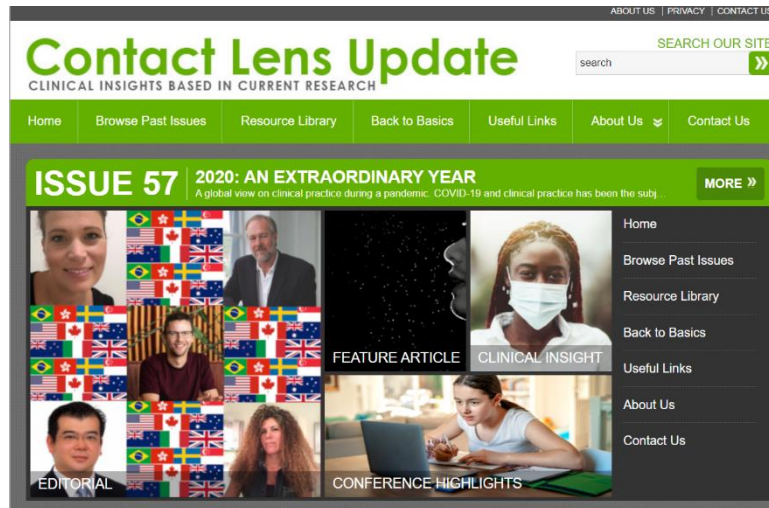 ABOUT US | PRIVACY | CONTACT US
Contact Lens Update
CLINICAL INSIGHTS BASED IN CURRENT RESEARCH
SEARCH OUR SITE
search
Home Browse Past Issues Resource Library Back to Basics Useful Links About Us Contact Us
ISSUE 57
2020: AN EXTRAORDINARY YEAR
A global view on clinical practice during a pandemic. COVID-19 and clinical practice has been the subj...
MORE »
EDITORIAL
FEATURE ARTICLE
CLINICAL INSIGHT
CONFERENCE HIGHLIGHTS
Home
Browse Past Issues
Resource Library
Back to Basics
Useful Links
About Us
Contact Us